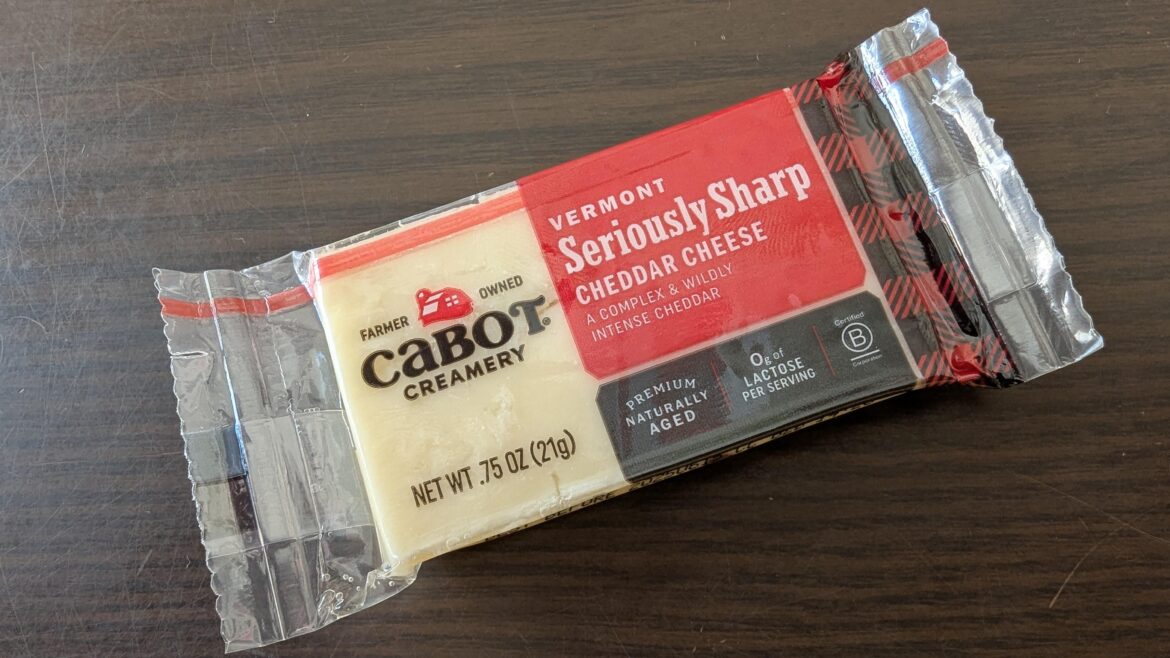 FARMER OWNED
CABOT
CREAMERY
NET WT .75 OZ (21g)
VERMONT
Seriously Sharp
CHEDDAR CHEESE
A COMPLEX & WILDLY
INTENSE CHEDDAR
PREMIUM
NATURALLY
AGED
0g of
LACTOSE
PER SERVING
Certified
B
Corporation
BEFORE